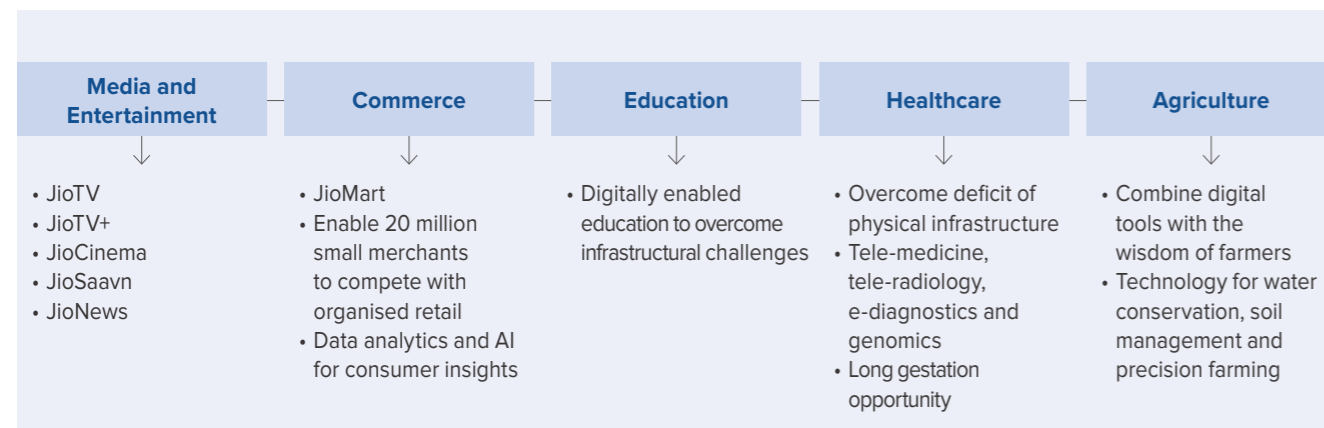 Media and
Entertainment
• JioTV
• JioTV+
• JioCinema
• JioSaavn
• JioNews
Commerce
• JioMart
• Enable 20 million
small merchants
to compete with
organised retail
• Data analytics and AI
for consumer insights
Education
• Digitally enabled
education to overcome
infrastructural challenges
Healthcare
• Overcome deficit of
physical infrastructure
• Tele-medicine,
tele-radiology,
e-diagnostics and
genomics
• Long gestation
opportunity
Agriculture
• Combine digital
tools with the
wisdom of farmers
• Technology for water
conservation, soil
management and
precision farming